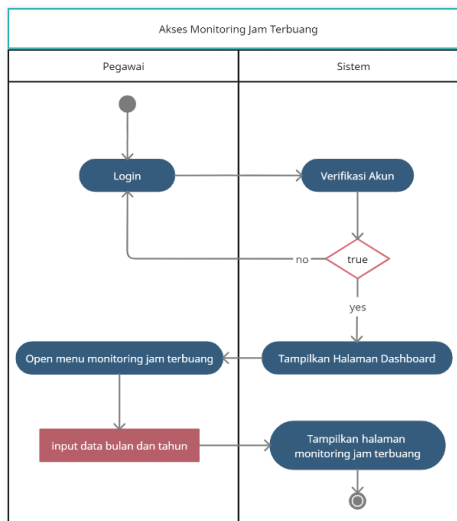 Akses Monitoring Jam Terbuang
Pegawai
Sistem
Login
Verifikasi Akun
no
true
yes
Open menu monitoring jam terbuang
Tampilkan Halaman Dashboard
input data bulan dan tahun
Tampilkan halaman
monitoring jam terbuang